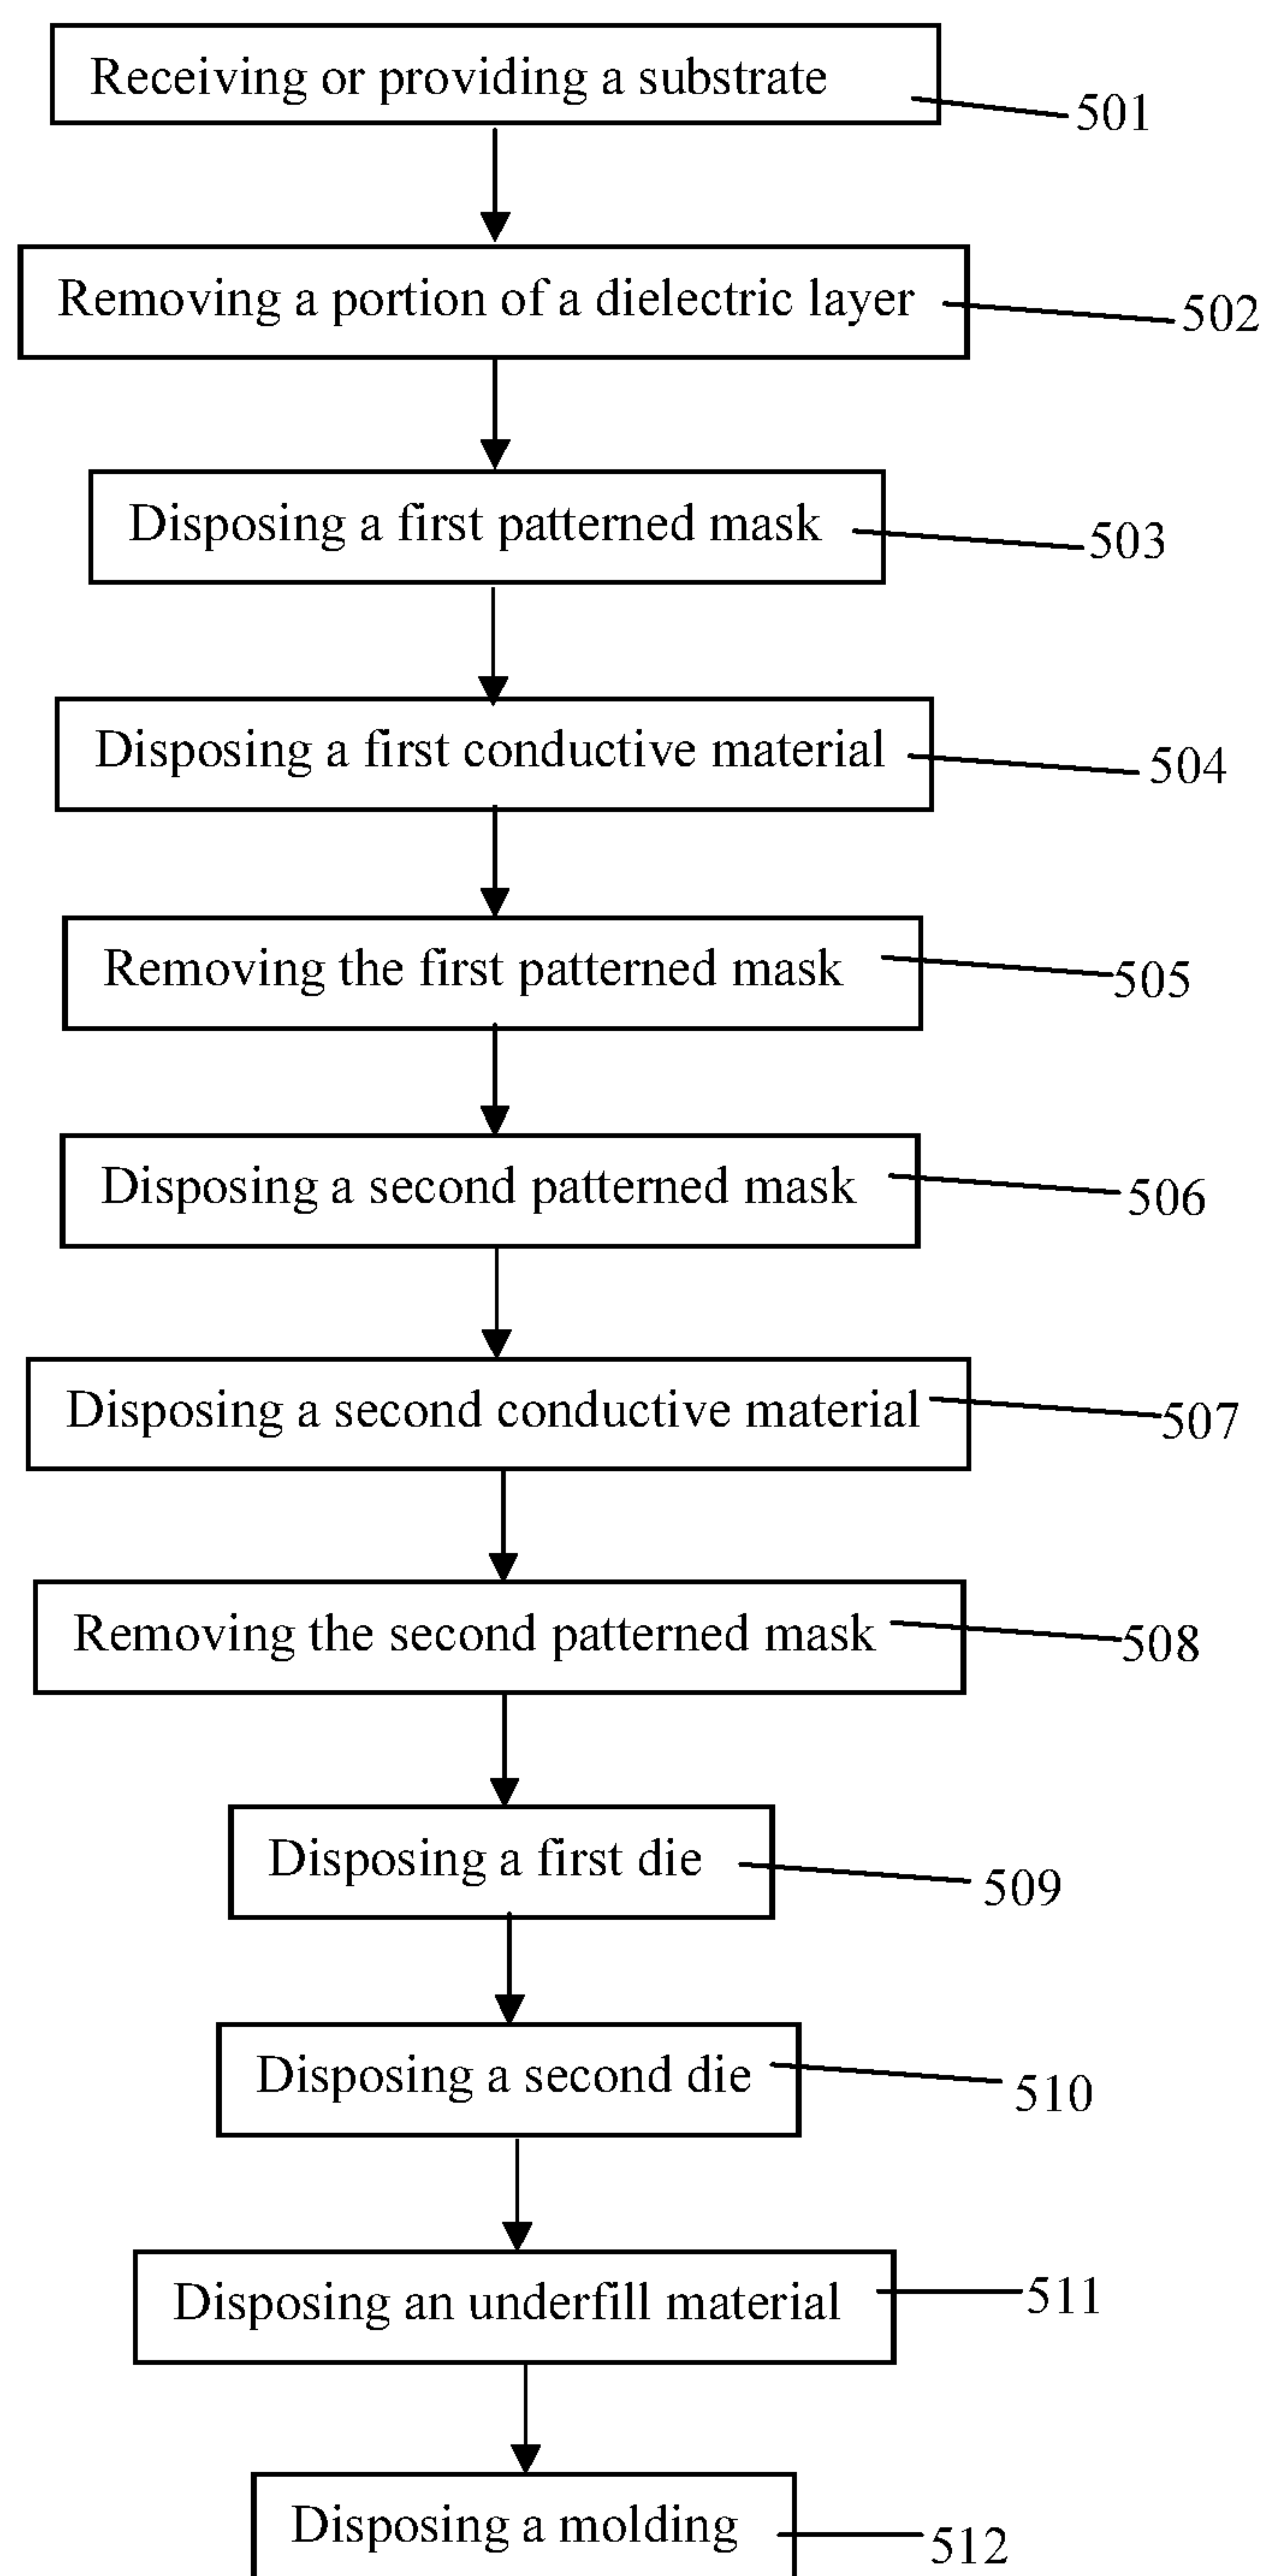 Receiving or providing a substrate
501
Removing a portion of a dielectric layer
502
Disposing a first patterned mask
503
Disposing a first conductive material
504
Removing the first patterned mask
505
Disposing a second patterned mask
506
Disposing a second conductive material
507
Removing the second patterned mask
508
Disposing a first die
509
Disposing a second die
510
Disposing an underfill material
511
Disposing a molding
512